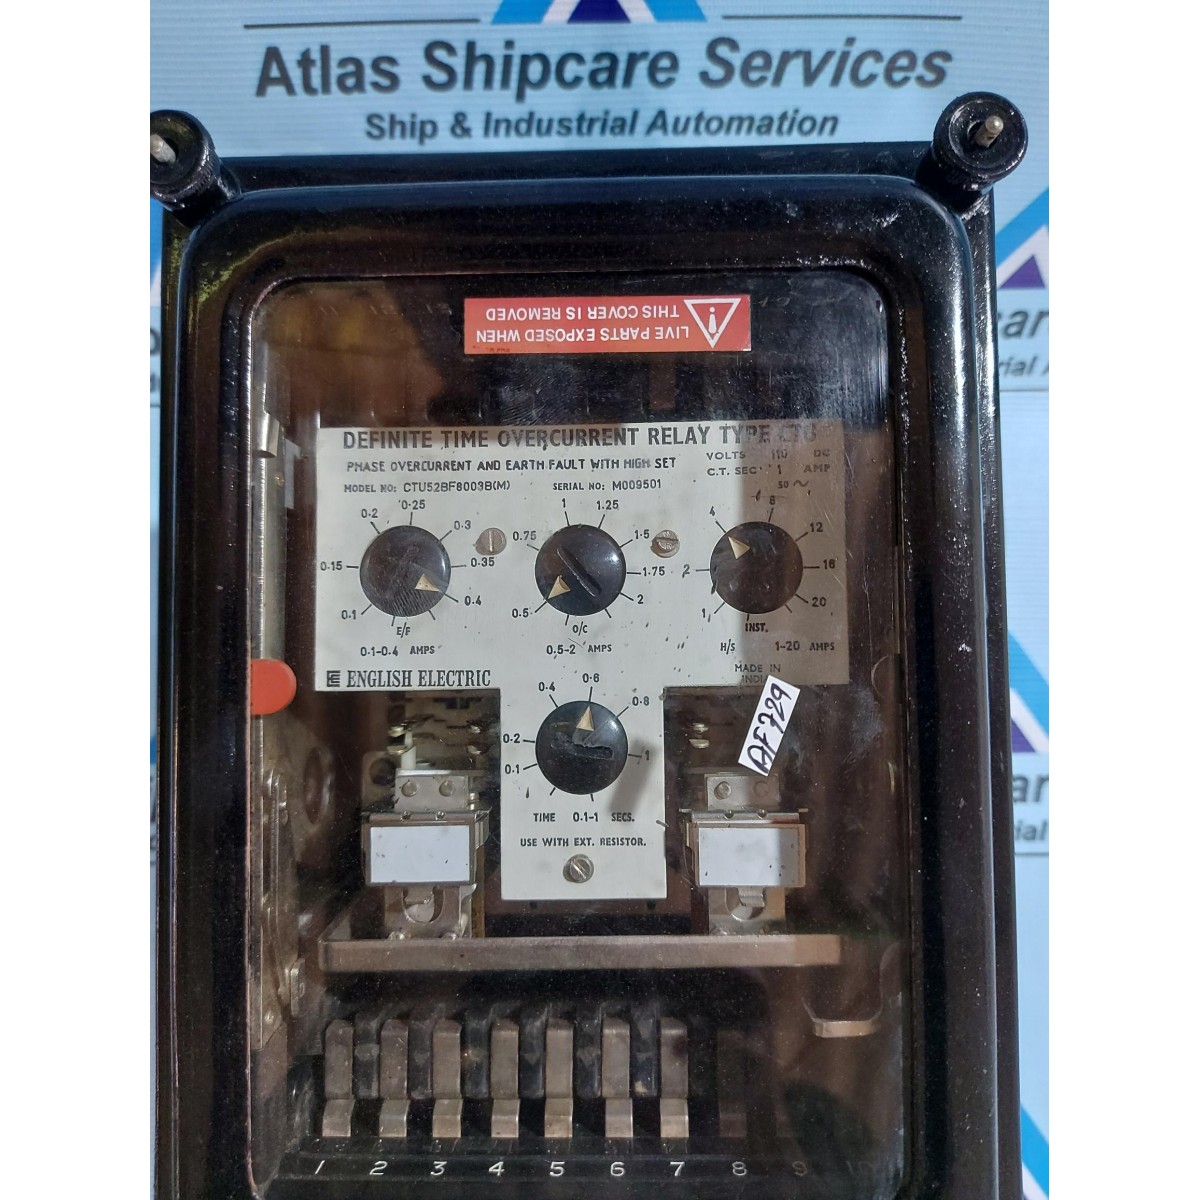 Atlas Shipcare Services
Ship & Industrial Automation
LIVE PARTS EXPOSED WHEN
THIS COVER IS REMOVED
DEFINITE TIME OVERCURRENT RELAY TYPE CTU
PHASE OVERCURRENT AND EARTH FAULT WITH HIGH SET
VOLTS 110 DC
C.T. SEC 1 AMP
50 ~
MODEL NO: CTU52BF8003B(M) SERIAL NO: M009501
0.1 0.15 0.2 0.25 0.3 0.35 0.4
E/F
0.1-0.4 AMPS
0.5 0.75 1 1.25 1.5 1.75 2
O/C
0.5-2 AMPS
1 2 4 8 12 16 20
INST.
H/S 1-20 AMPS
ENGLISH ELECTRIC
MADE IN
INDIA
AF729
0.1 0.2 0.4 0.6 0.8 1
TIME 0.1-1 SECS.
USE WITH EXT. RESISTOR.
1 2 3 4 5 6 7 8 9 10